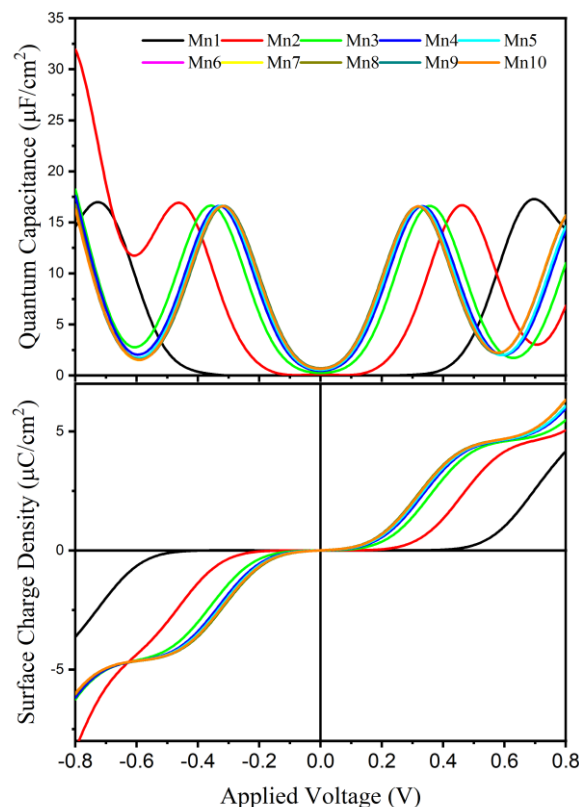 35
30
25
20
15
10
5
0
Quantum Capacitance (μF/cm²)
Mn1 Mn2 Mn3 Mn4 Mn5
Mn6 Mn7 Mn8 Mn9 Mn10
5
0
-5
Surface Charge Density (μC/cm²)
-0.8 -0.6 -0.4 -0.2 0.0 0.2 0.4 0.6 0.8
Applied Voltage (V)